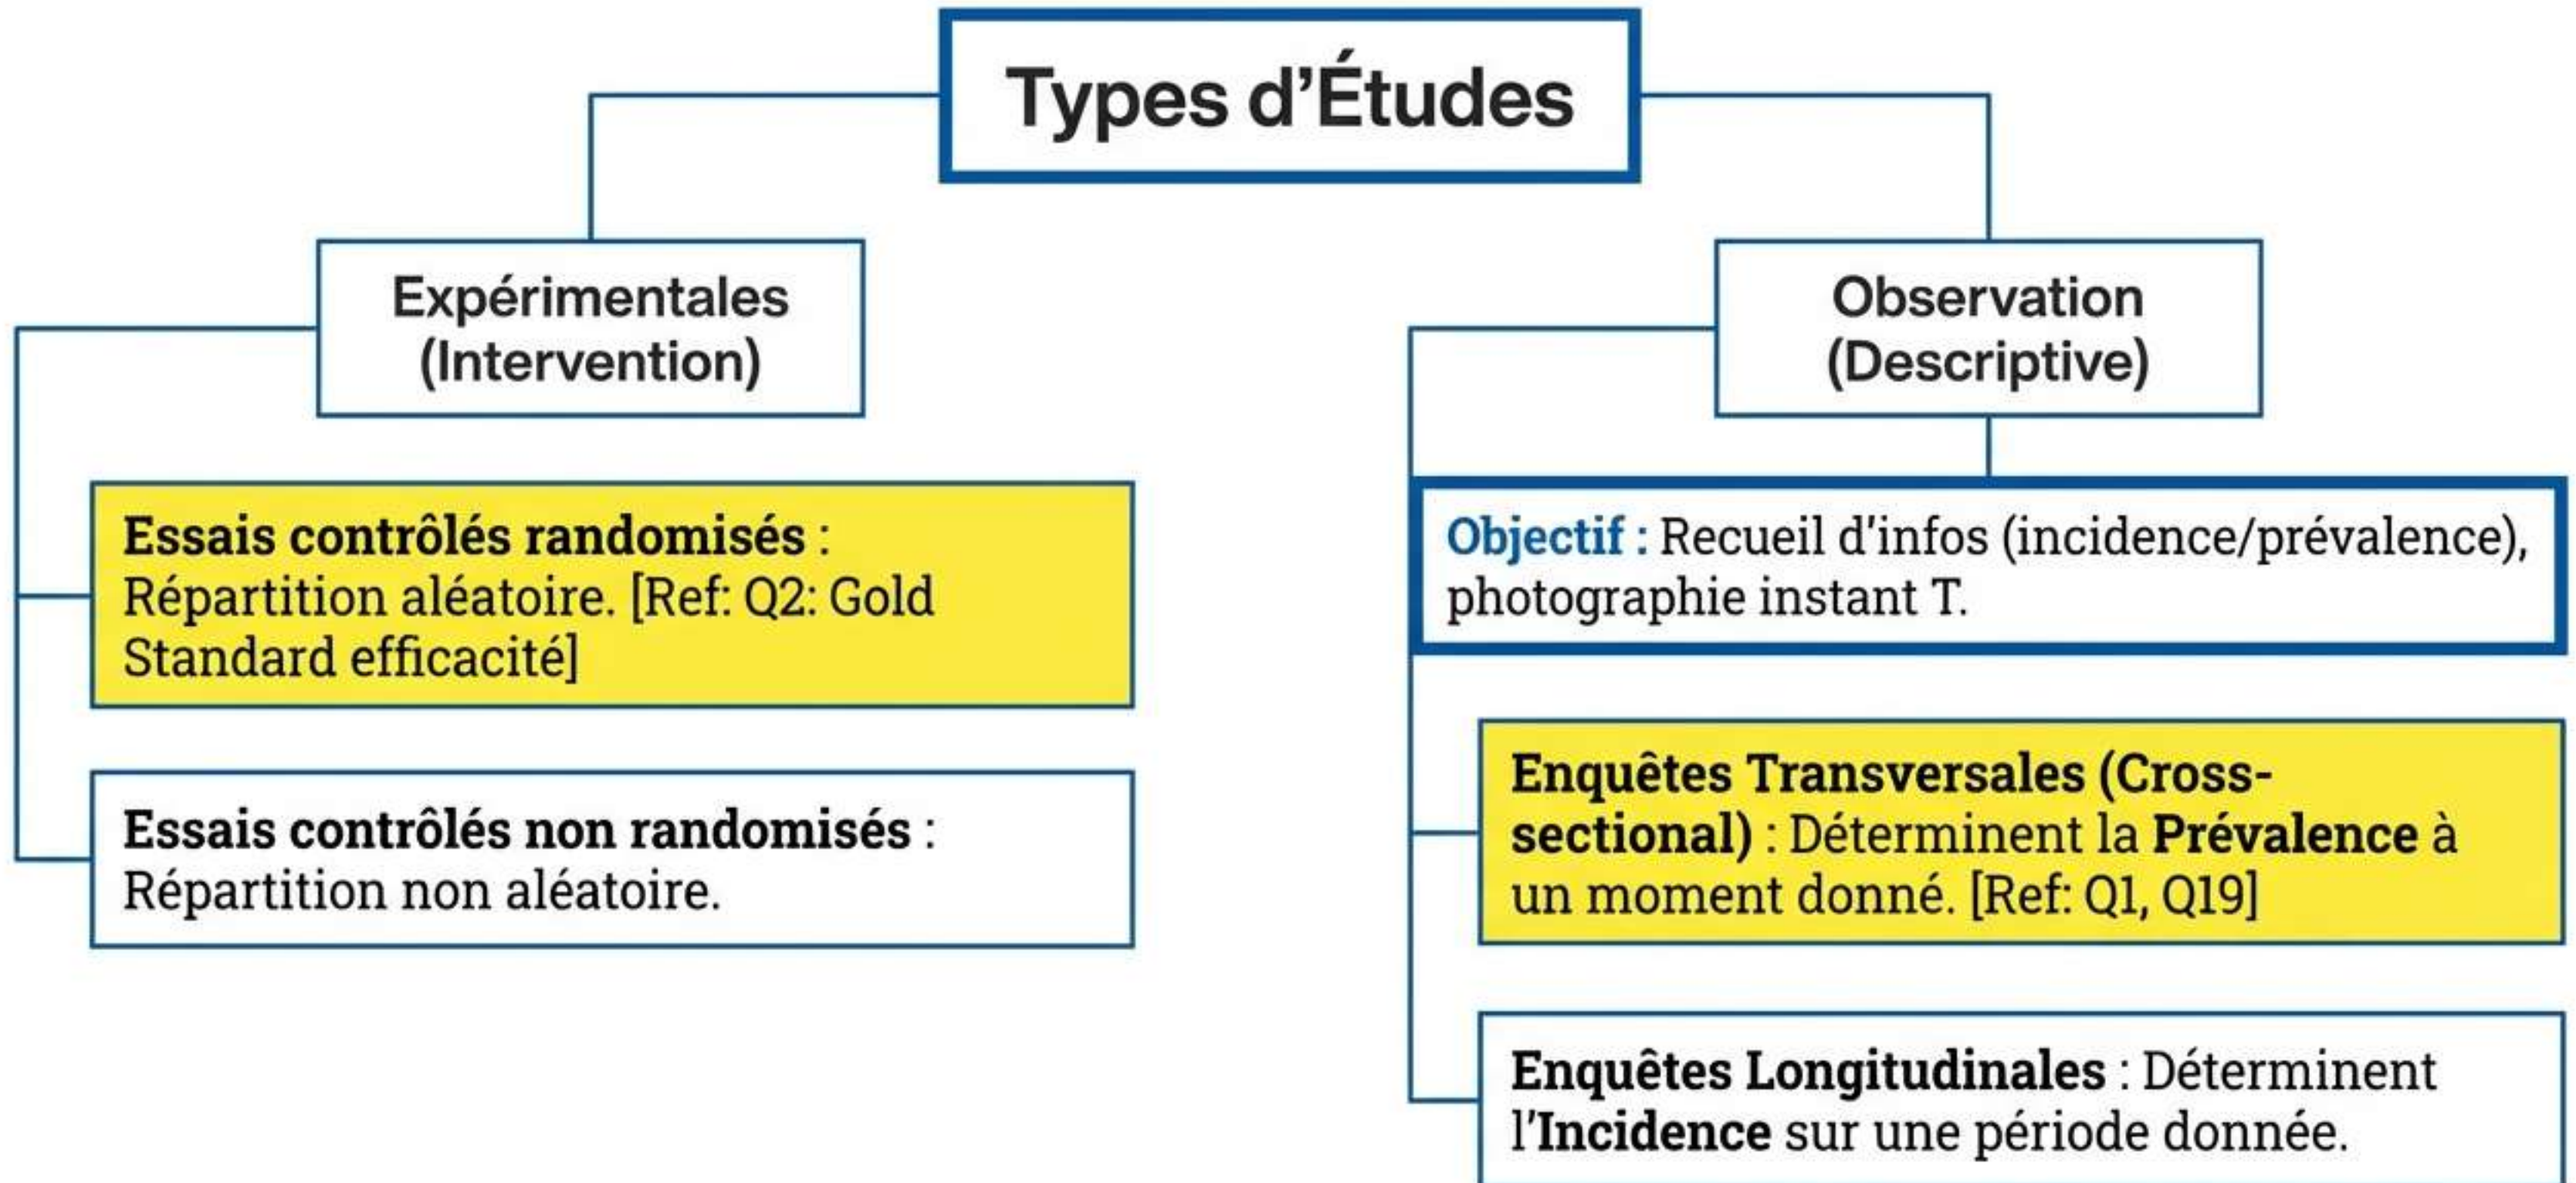 Types d’Études
Expérimentales
(Intervention)
Essais contrôlés randomisés :
Répartition aléatoire. [Ref: Q2: Gold
Standard efficacité]
Essais contrôlés non randomisés :
Répartition non aléatoire.
Observation
(Descriptive)
Objectif : Recueil d’infos (incidence/prévalence),
photographie instant T.
Enquêtes Transversales (Cross-
sectional) : Déterminent la Prévalence à
un moment donné. [Ref: Q1, Q19]
Enquêtes Longitudinales : Déterminent
l’Incidence sur une période donnée.